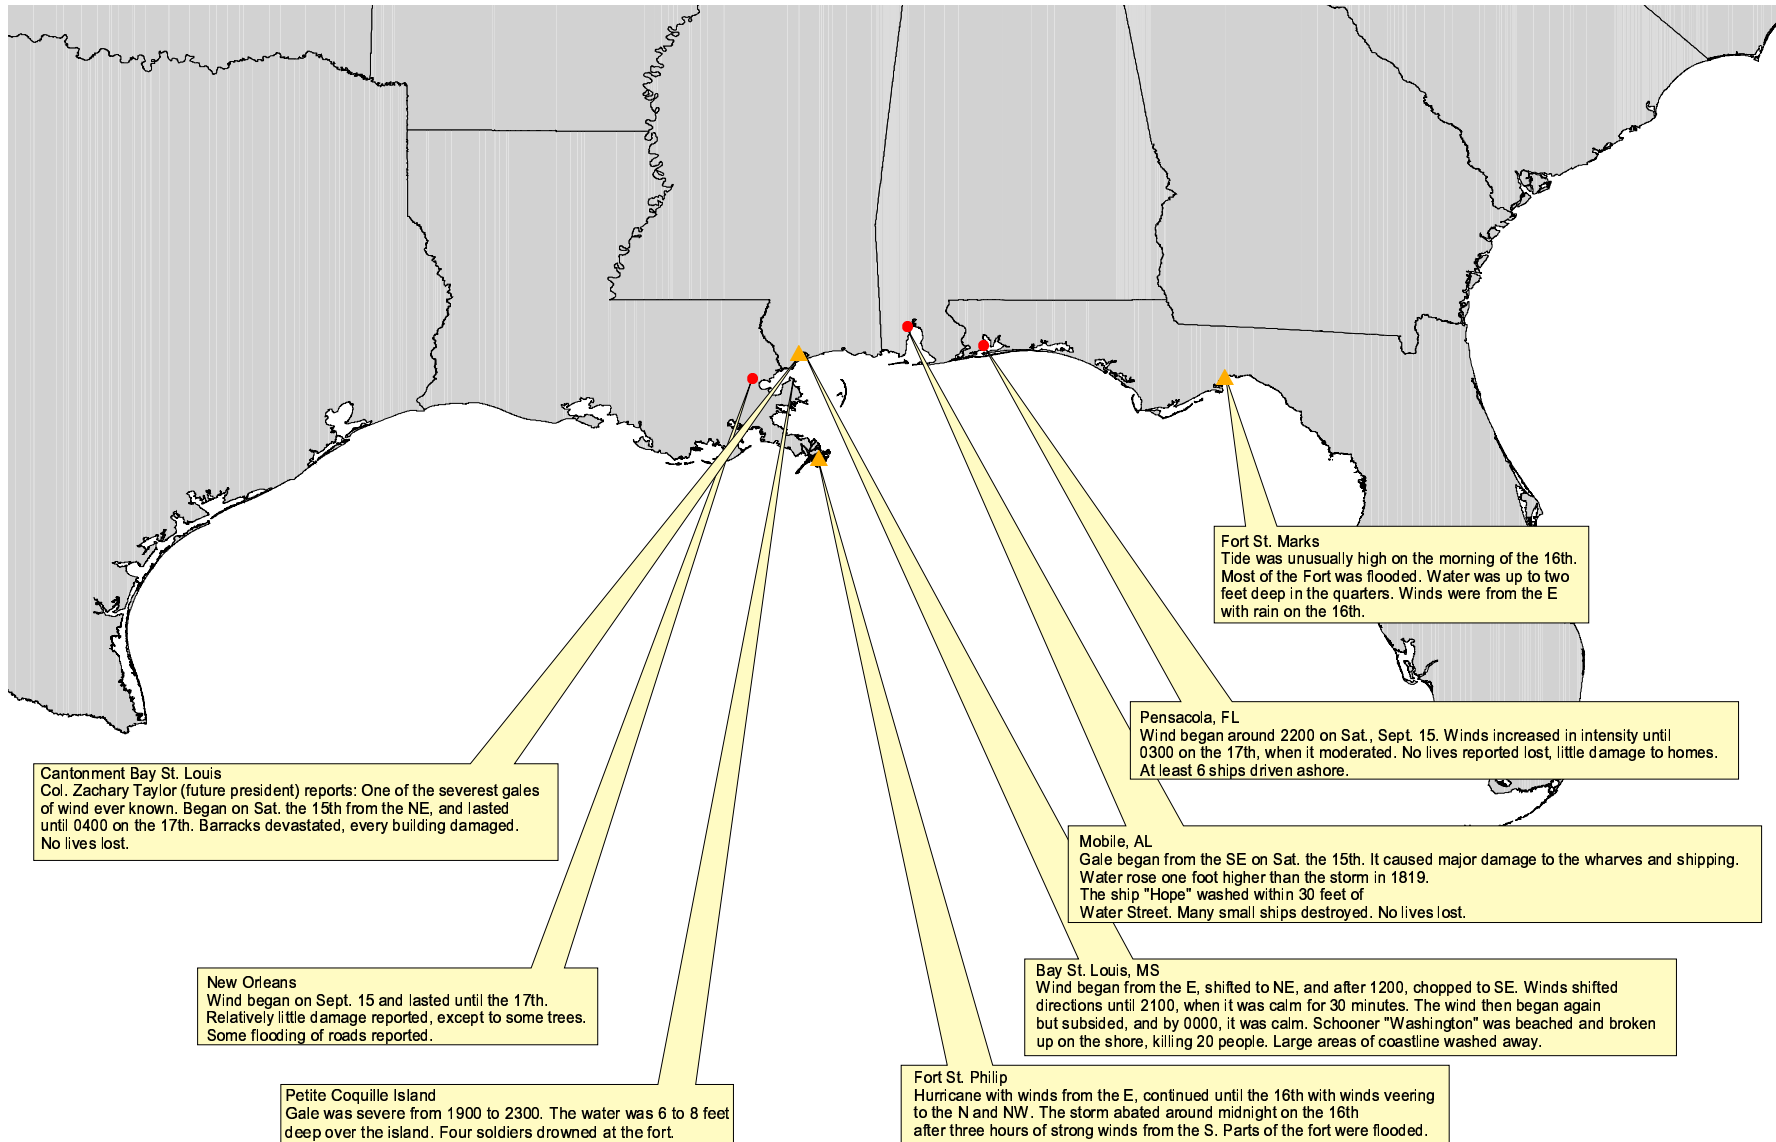 Fort St. Marks
Tide was unusually high on the morning of the 16th.
Most of the Fort was flooded. Water was up to two
feet deep in the quarters. Winds were from the E
with rain on the 16th.
Pensacola, FL
Wind began around 2200 on Sat., Sept. 15. Winds increased in intensity until
0300 on the 17th, when it moderated. No lives reported lost, little damage to homes.
At least 6 ships driven ashore.
Cantonment Bay St. Louis
Col. Zachary Taylor (future president) reports: One of the severest gales
of wind ever known. Began on Sat. the 15th from the NE, and lasted
until 0400 on the 17th. Barracks devastated, every building damaged.
No lives lost.
Mobile, AL
Gale began from the SE on Sat. the 15th. It caused major damage to the wharves and shipping.
Water rose one foot higher than the storm in 1819.
The ship "Hope" washed within 30 feet of
Water Street. Many small ships destroyed. No lives lost.
Bay St. Louis, MS
Wind began from the E, shifted to NE, and after 1200, chopped to SE. Winds shifted
directions until 2100, when it was calm for 30 minutes. The wind then began again
but subsided, and by 0000, it was calm. Schooner "Washington" was beached and broken
up on the shore, killing 20 people. Large areas of coastline washed away.
New Orleans
Wind began on Sept. 15 and lasted until the 17th.
Relatively little damage reported, except to some trees.
Some flooding of roads reported.
Fort St. Philip
Hurricane with winds from the E, continued until the 16th with winds veering
to the N and NW. The storm abated around midnight on the 16th
after three hours of strong winds from the S. Parts of the fort were flooded.
Petite Coquille Island
Gale was severe from 1900 to 2300. The water was 6 to 8 feet
deep over the island. Four soldiers drowned at the fort.